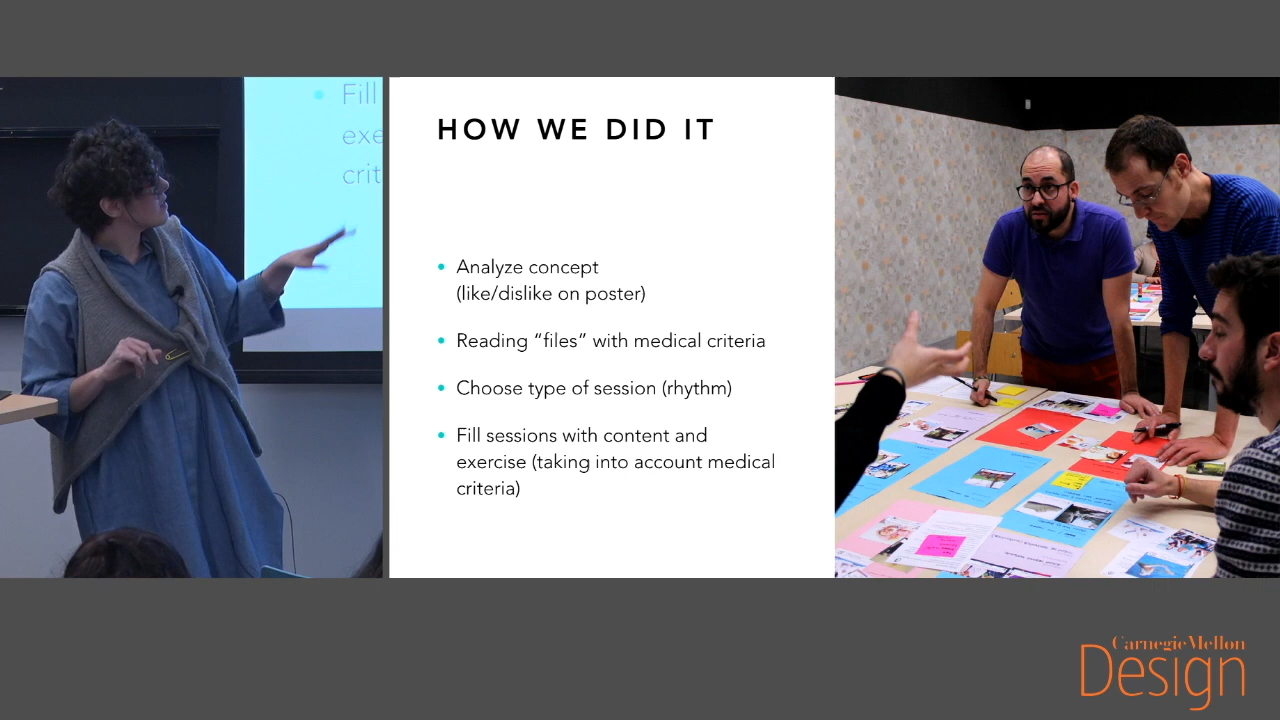 Fill
exe
crit
HOW WE DID IT
• Analyze concept
(like/dislike on poster)
• Reading “files” with medical criteria
• Choose type of session (rhythm)
• Fill sessions with content and
exercise (taking into account medical
criteria)
Carnegie Mellon
Design